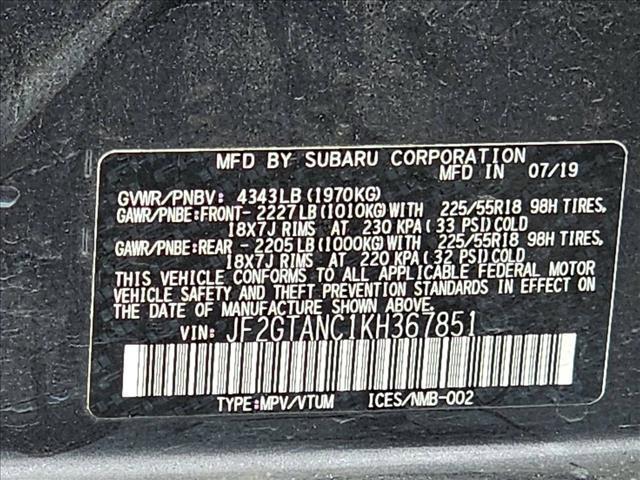 MFD BY SUBARU CORPORATION
MFD IN 07/19
GVWR/PNBV: 4343LB(1970KG)
GAWR/PNBE:FRONT- 2227LB(1010KG)WITH 225/55R18 98H TIRES,
18X7J RIMS AT 230 KPA( 33 PSI)COLD
GAWR/PNBE:REAR - 2205LB(1000KG)WITH 225/55R18 98H TIRES,
18X7J RIMS AT 220 KPA( 32 PSI)COLD
THIS VEHICLE CONFORMS TO ALL APPLICABLE FEDERAL MOTOR
VEHICLE SAFETY AND THEFT PREVENTION STANDARDS IN EFFECT ON
THE DATE OF MANUFACTURE SHOWN ABOVE.
VIN: JF2GTANC1KH367851
TYPE:MPV/VTUM ICES/NMB-002